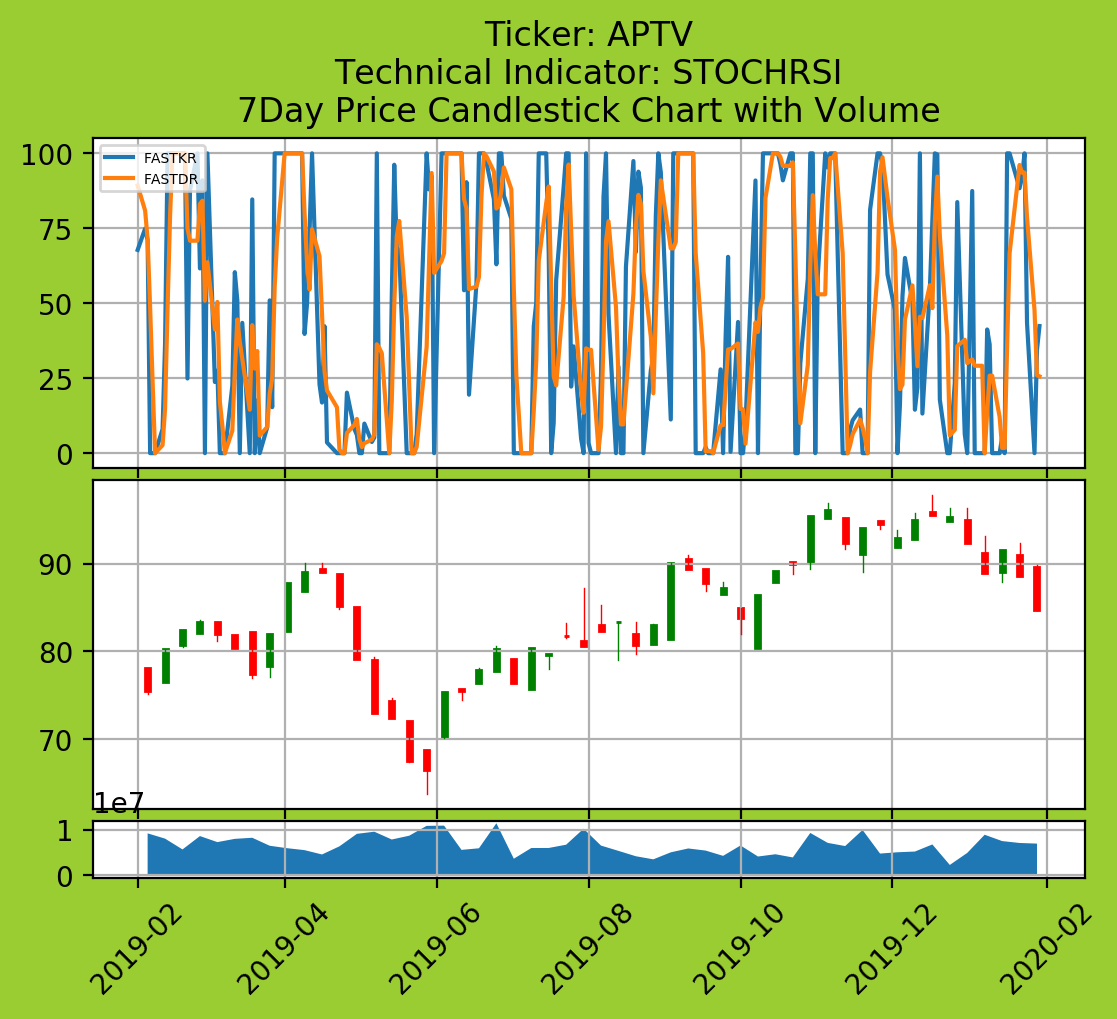 Ticker: APTV
Technical Indicator: STOCHRSI
7Day Price Candlestick Chart with Volume
100
75
50
25
0
FASTKR
FASTDR
90
80
70
1e7
1
0
2019-02
2019-04
2019-06
2019-08
2019-10
2019-12
2020-02